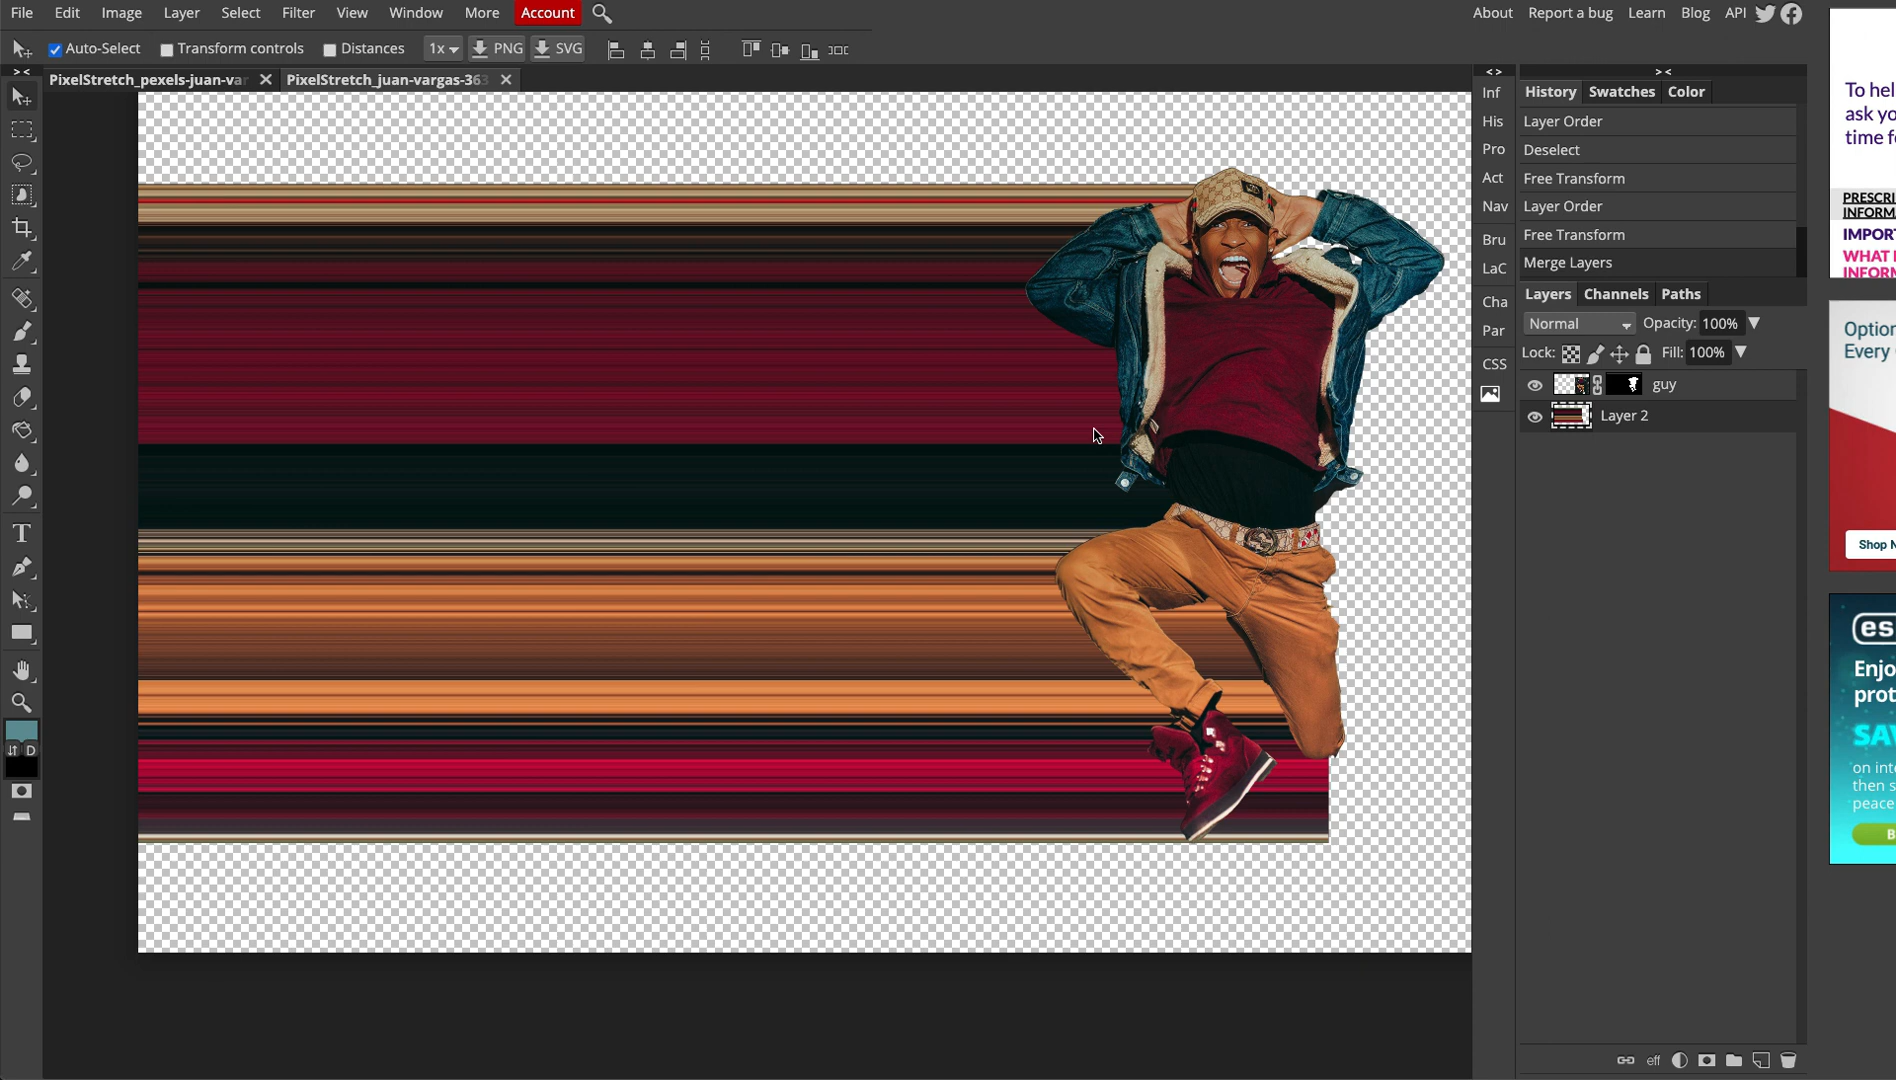 File Edit Image Layer Select Filter View Window More Account
About Report a bug Learn Blog API
Auto-Select Transform controls Distances 1x PNG SVG
PixelStretch_pexels-juan-var PixelStretch_juan-vargas-363
Inf
His
Pro
Act
Nav
Bru
LaC
Cha
Par
CSS
History Swatches Color
Layer Order
Deselect
Free Transform
Layer Order
Free Transform
Merge Layers
Layers Channels Paths
Normal Opacity: 100%
Lock: Fill: 100%
guy
Layer 2
eff
T
D
To hel
ask yo
time fo
PRESCRI
INFORM
IMPORT
WHAT
INFORM
Option
Every
Shop N
es
Enjo
prot
SAV
on inte
then s
peace
B